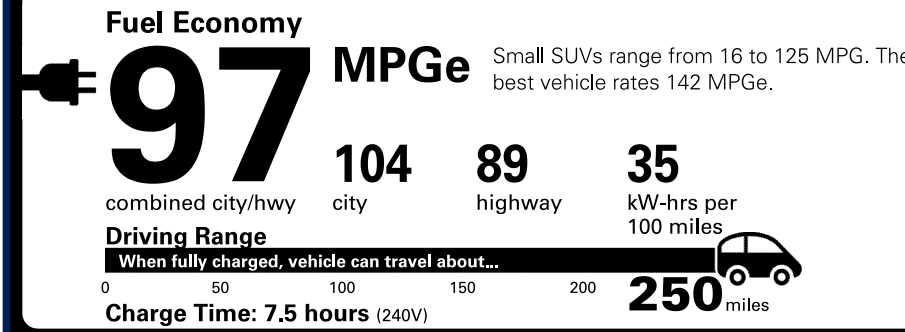 Fuel Economy
97 MPGe
Small SUVs range from 16 to 125 MPG. The
best vehicle rates 142 MPGe.
combined city/hwy
104
city
89
highway
35
kW-hrs per
100 miles
Driving Range
When fully charged, vehicle can travel about...
0 50 100 150 200 250 miles
Charge Time: 7.5 hours (240V)